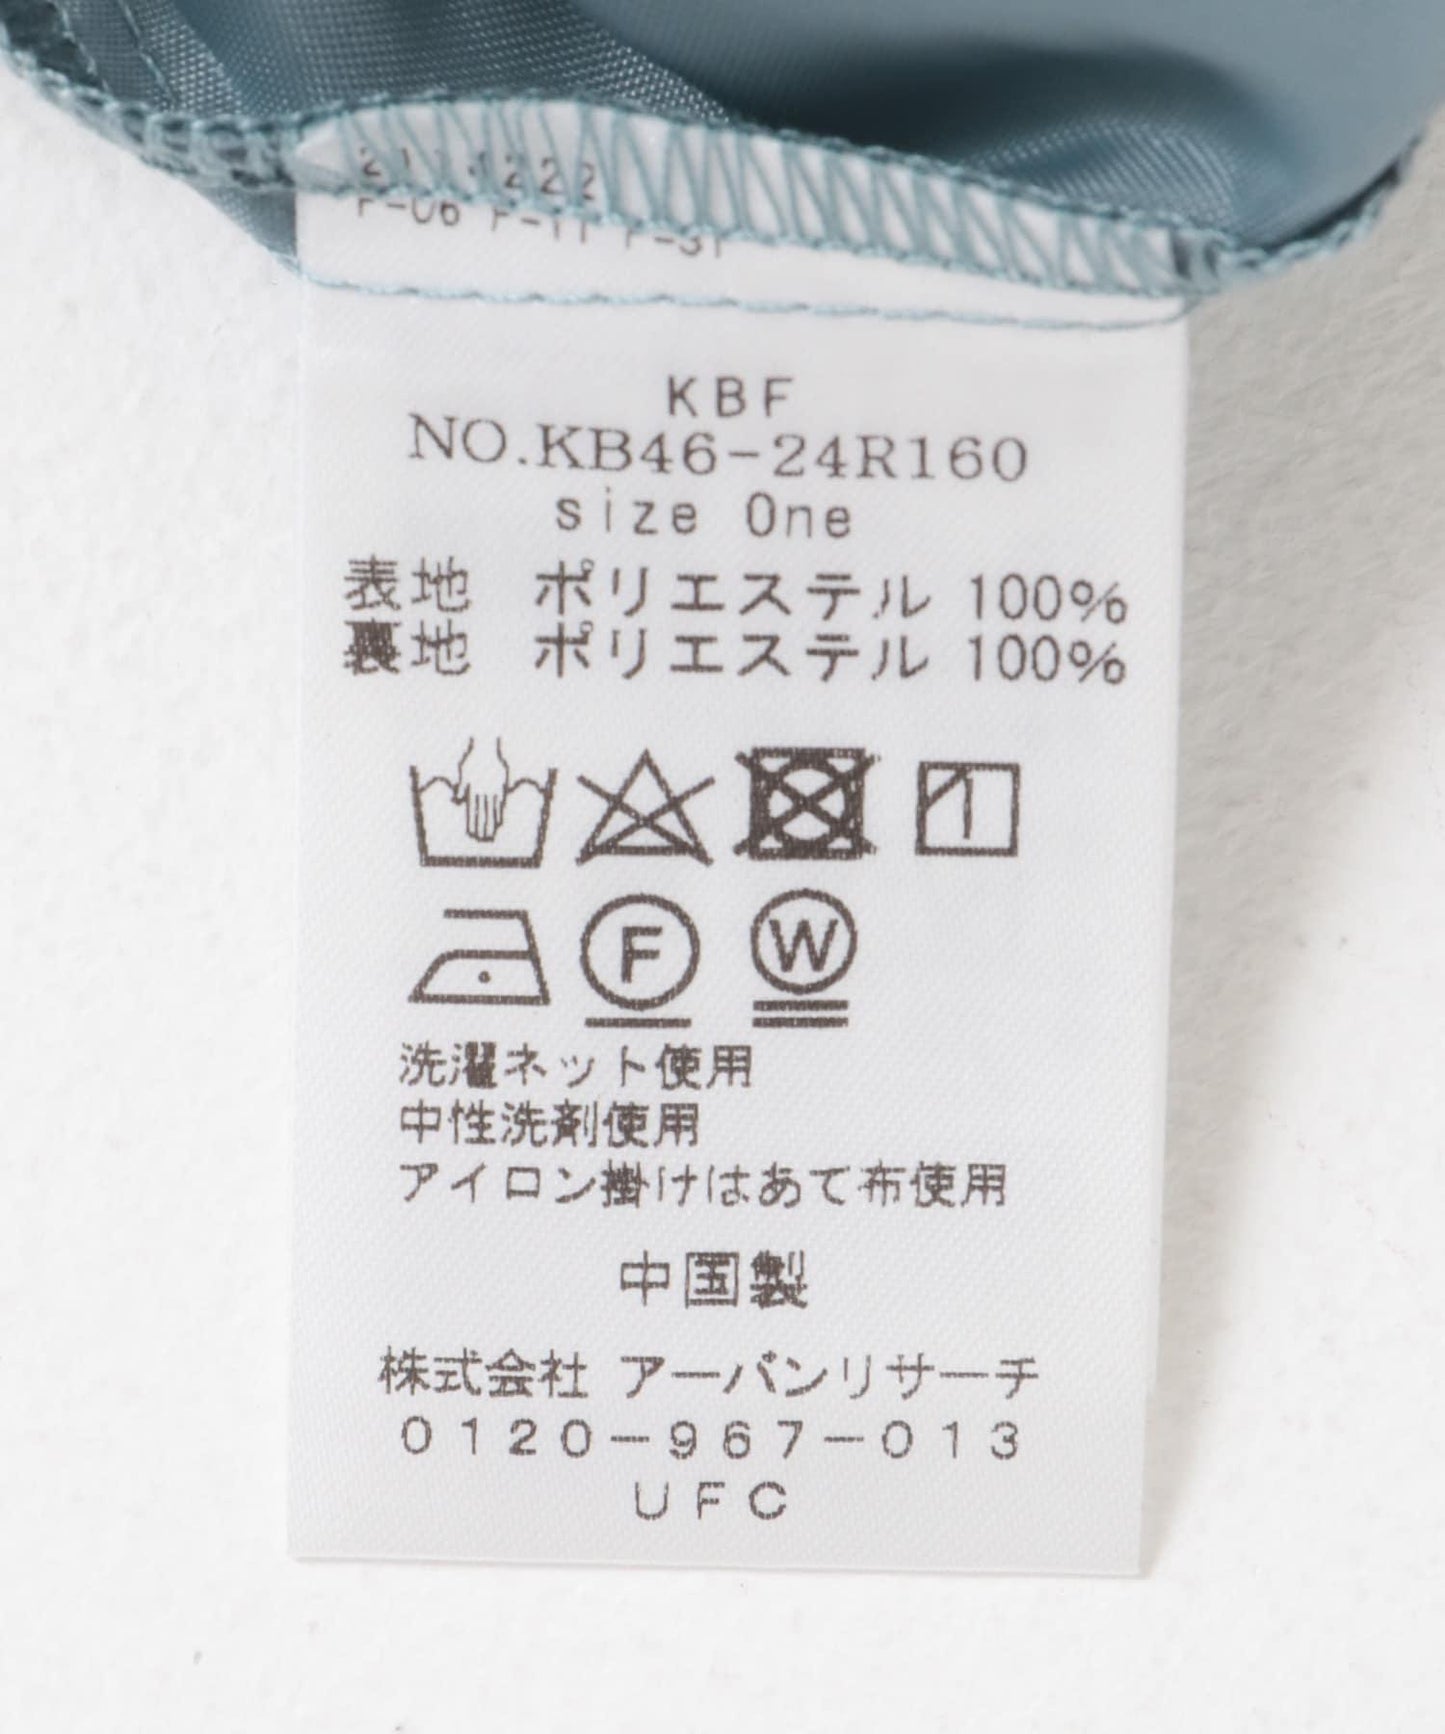 KBF
NO.KB46-24R160
size One
表地 ポリエステル 100%
裏地 ポリエステル 100%
F
W
洗濯ネット使用
中性洗剤使用
アイロン掛けはあて布使用
中国製
株式会社 アーバンリサーチ
0120-967-013
UFC